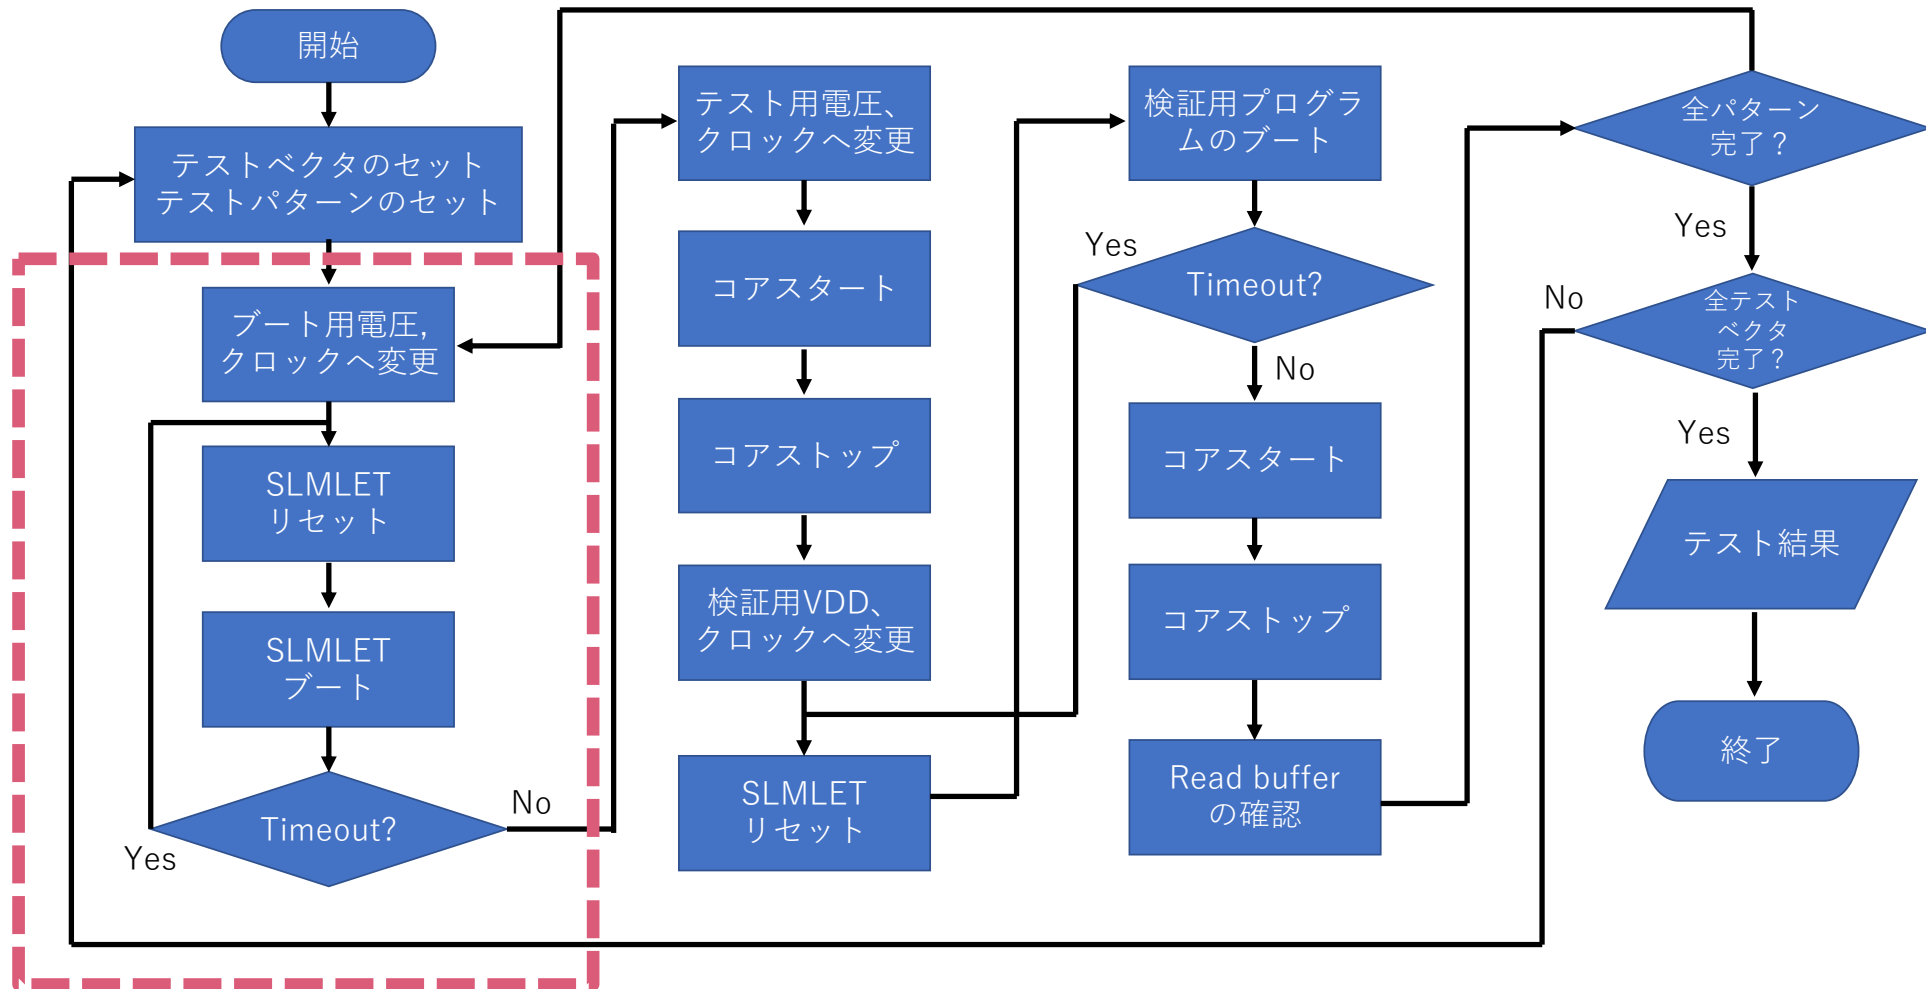 開始
テストベクタのセット
テストパターンのセット
ブート用電圧,
クロックへ変更
SLMLET
リセット
SLMLET
ブート
Timeout?
Yes
No
テスト用電圧、
クロックへ変更
コアスタート
コアストップ
検証用VDD、
クロックへ変更
SLMLET
リセット
検証用プログラ
ムのブート
Timeout?
Yes
No
コアスタート
コアストップ
Read buffer
の確認
全パターン
完了？
Yes
全テスト
ベクタ
完了？
No
Yes
テスト結果
終了